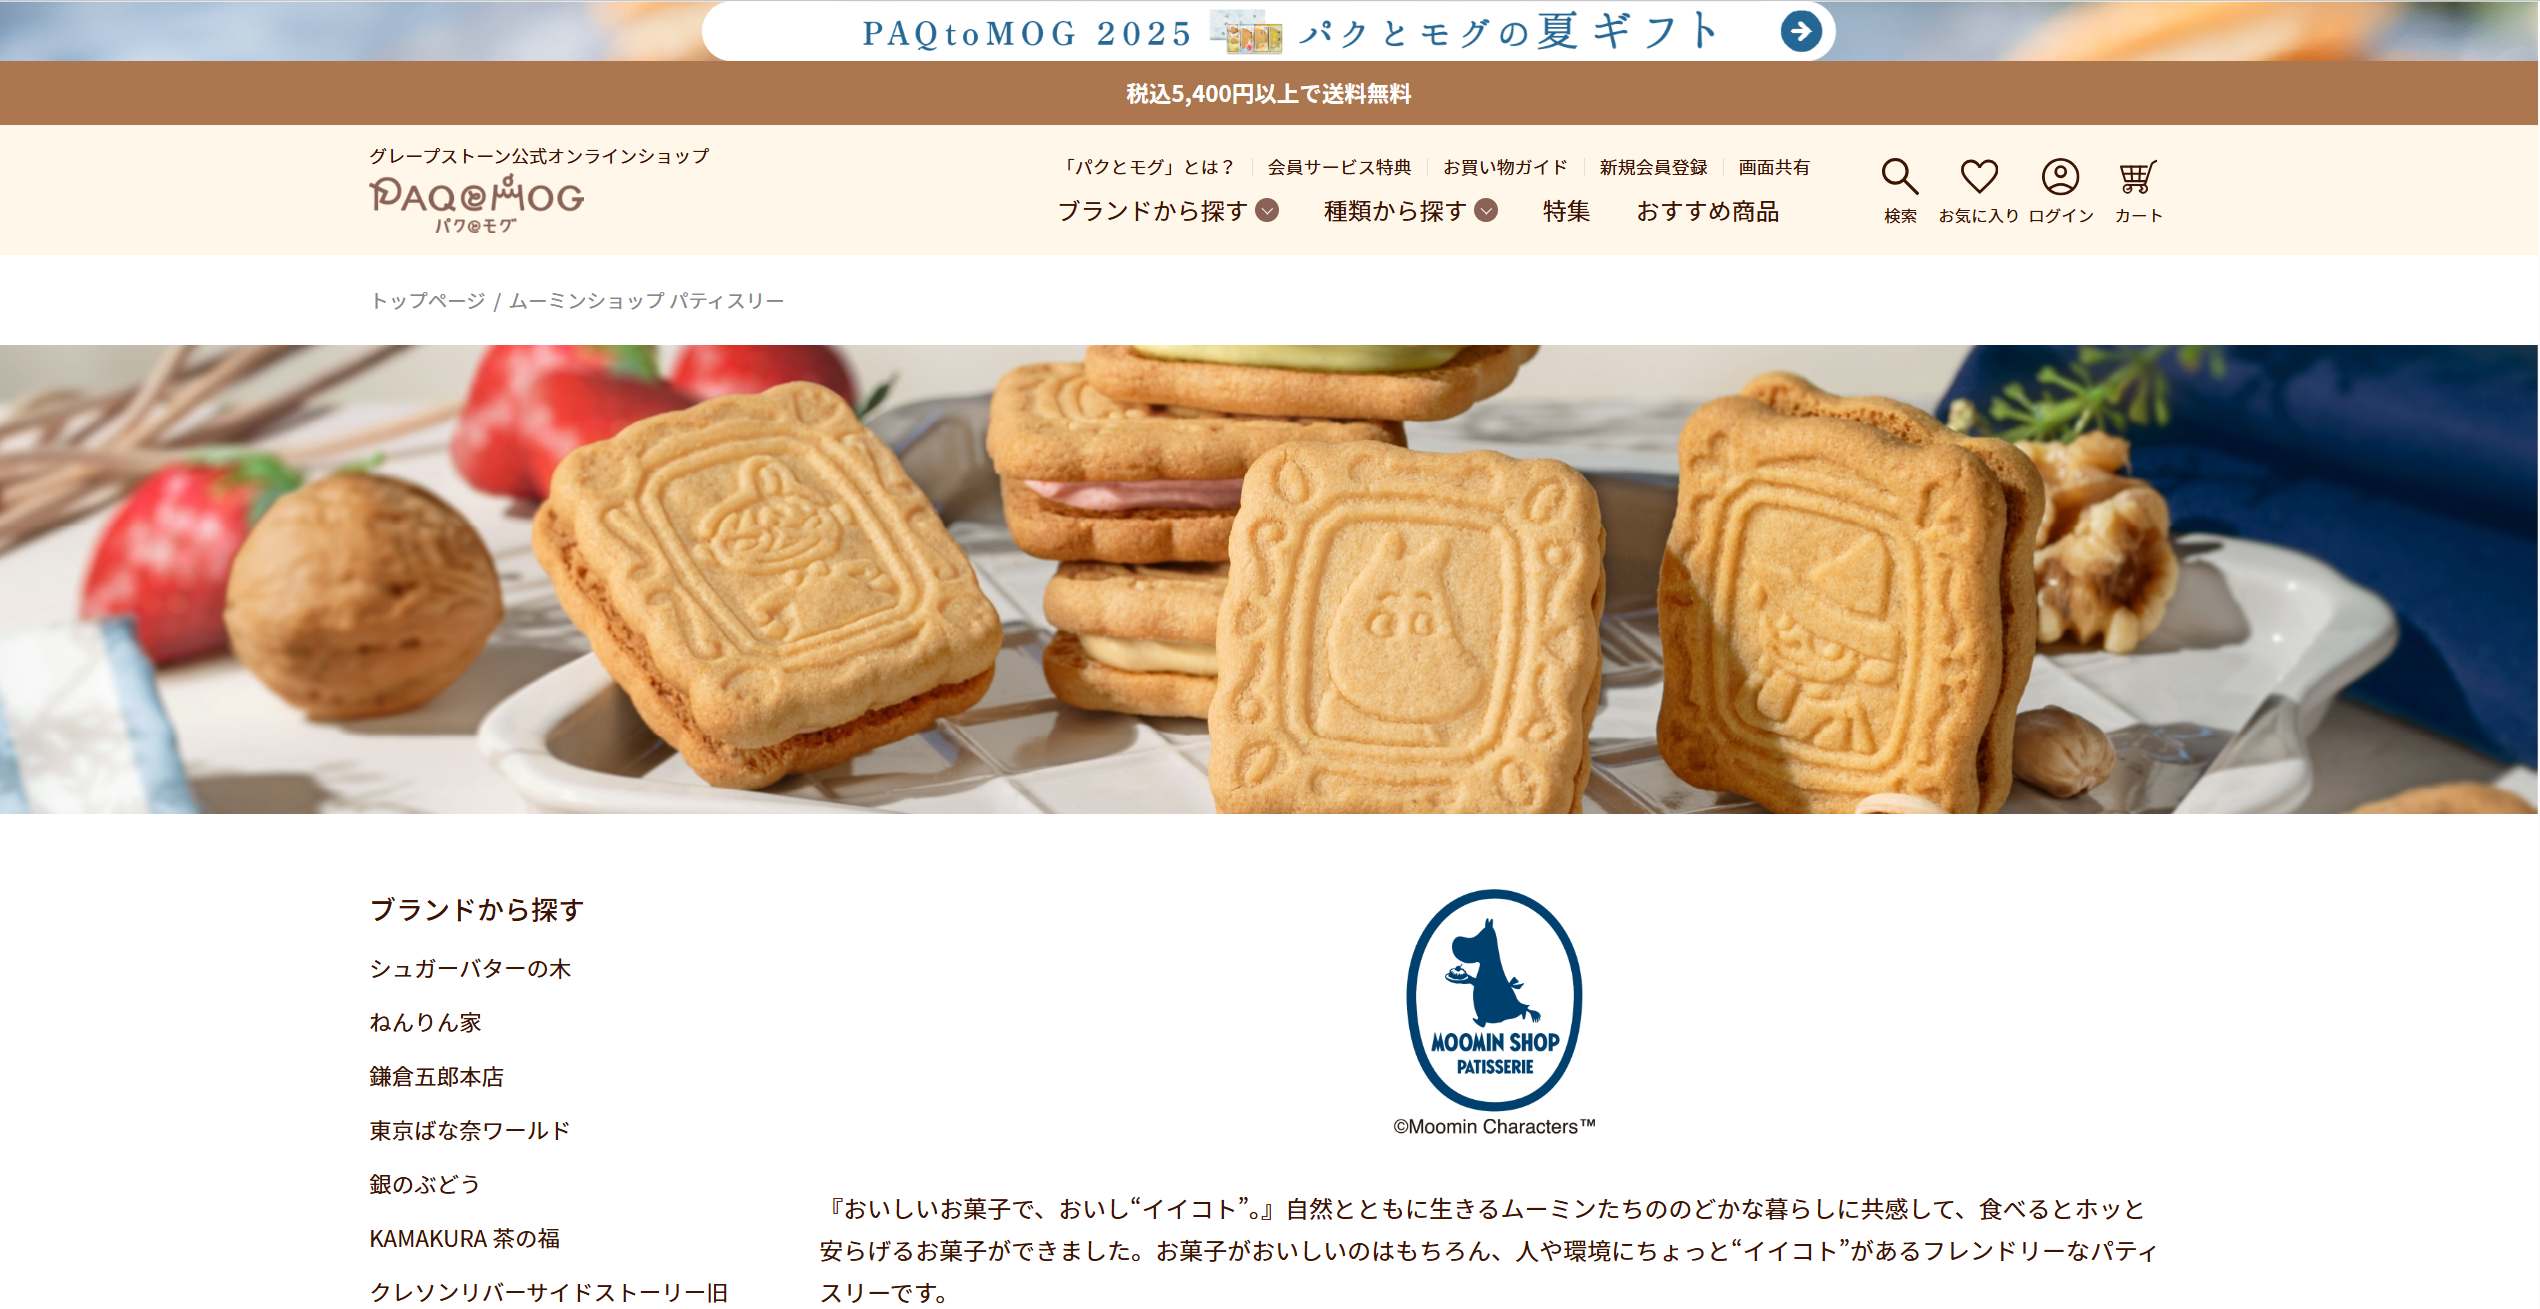 PAQtoMOG 2025 パクとモグの夏ギフト
税込5,400円以上で送料無料
グレープストーン公式オンラインショップ
PAQtoMOG
パクとモグ
「パクとモグ」とは？ 会員サービス特典 お買い物ガイド 新規会員登録 画面共有
ブランドから探す 種類から探す 特集 おすすめ商品
検索 お気に入り ログイン カート
トップページ / ムーミンショップ パティスリー
ブランドから探す
シュガーバターの木
ねんりん家
鎌倉五郎本店
東京ばな奈ワールド
銀のぶどう
KAMAKURA 茶の福
クレソンリバーサイドストーリー旧
MOOMIN SHOP
PATISSERIE
©Moomin Characters™
『おいしいお菓子で、おいし“イイコト”。』自然とともに生きるムーミンたちののどかな暮らしに共感して、食べるとホッと
安らげるお菓子ができました。お菓子がおいしいのはもちろん、人や環境にちょっと“イイコト”があるフレンドリーなパティ
スリーです。